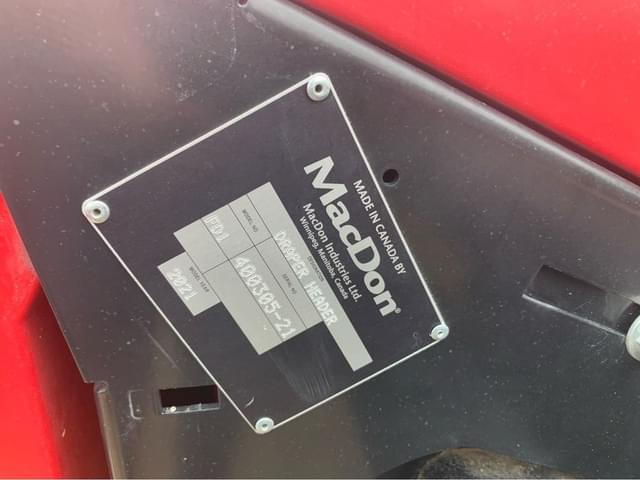 MADE IN CANADA BY
MacDon®
MacDon Industries Ltd.
Winnipeg, Manitoba, Canada
DESCRIPTION
DRAPER HEADER
MODEL NO. SERIAL NO.
FD1 400305-21
MODEL YEAR
2021